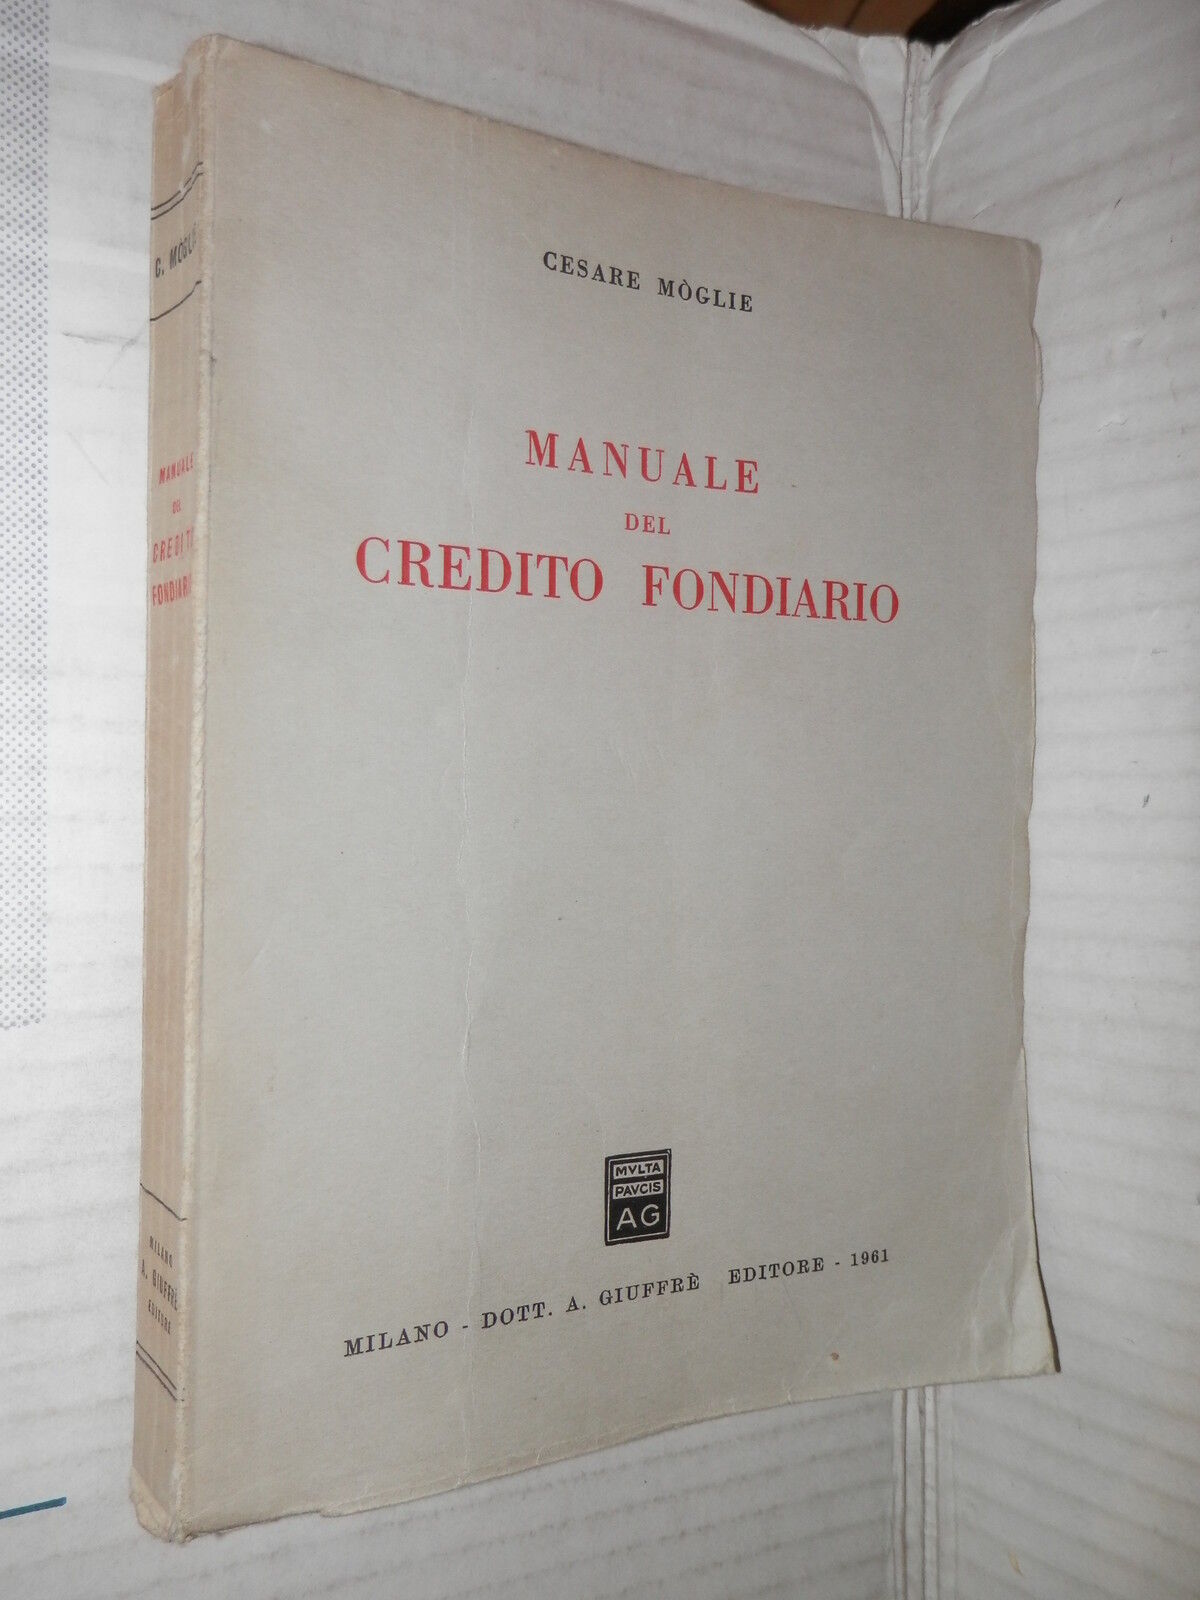 CESARE MÒGLIE
MANUALE
DEL
CREDITO FONDIARIO
MVLTA
PAVCIS
AG
MILANO - DOTT. A. GIUFFRÈ EDITORE - 1961
C. MÒGLIE
MANUALE
DEL
CREDITO
FONDIARIO
MILANO
A. GIUFFRÈ
EDITORE